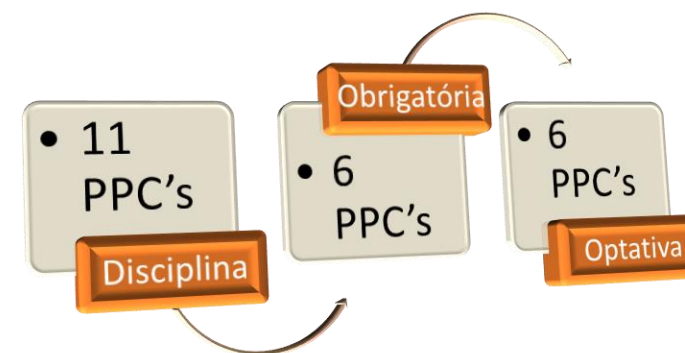 • 11
PPC's
Disciplina
Obrigatória
• 6
PPC's
• 6
PPC's
Optativa